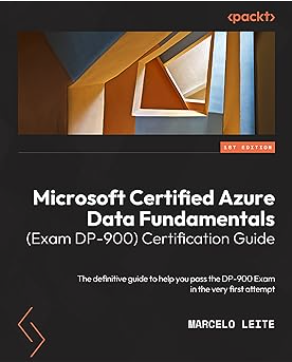 <packt>
1ST EDITION
Microsoft Certified Azure
Data Fundamentals
(Exam DP-900) Certification Guide
The definitive guide to help you pass the DP-900 Exam
in the very first attempt
MARCELO LEITE